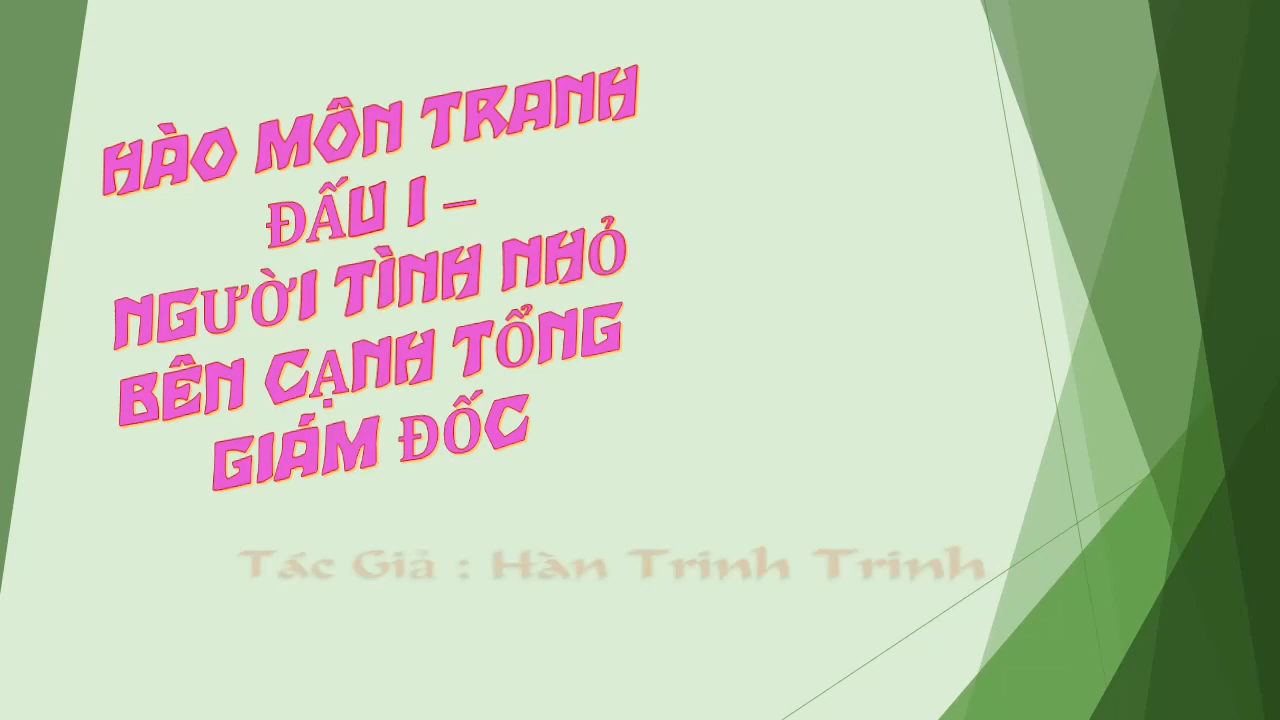 HÀO MÔN TRANH
ĐẤU I –
NGƯỜI TÌNH NHỎ
BÊN CẠNH TỔNG
GIÁM ĐỐC
Tác Giả : Hàn Trinh Trinh